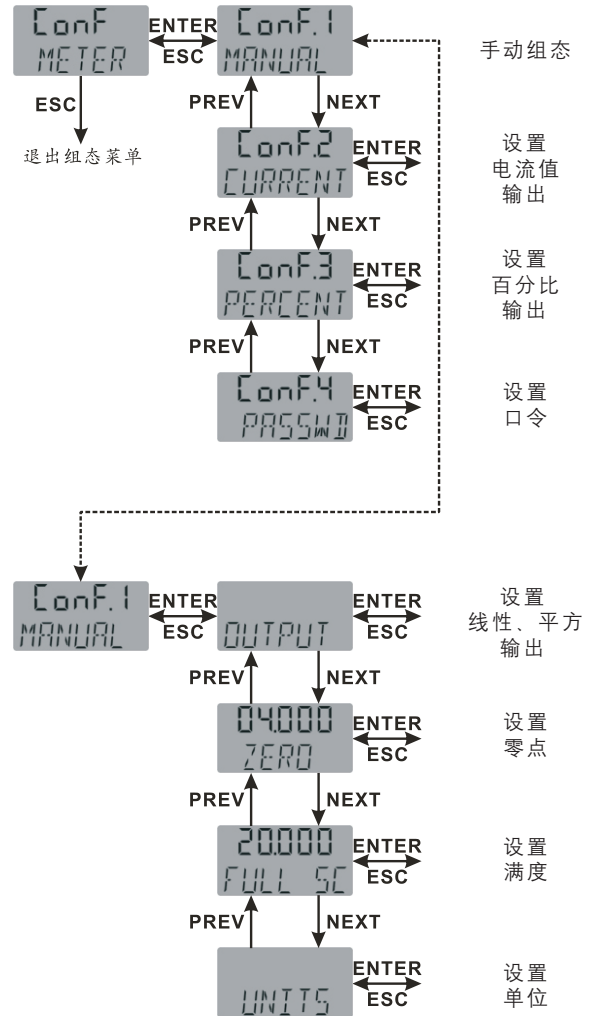 ConF
METER
ENTER
ESC
ConF.1
MANUAL
手动组态
ESC
退出组态菜单
PREV
NEXT
ConF.2
CURRENT
ENTER
ESC
设置
电流值
输出
PREV
NEXT
ConF.3
PERCENT
ENTER
ESC
设置
百分比
输出
PREV
NEXT
ConF.4
PASSWD
ENTER
ESC
设置
口令
ConF.1
MANUAL
ENTER
ESC
OUTPUT
ENTER
ESC
设置
线性、平方
输出
PREV
NEXT
04.000
ZERO
ENTER
ESC
设置
零点
PREV
NEXT
20.000
FULL SC
ENTER
ESC
设置
满度
PREV
NEXT
UNITS
ENTER
ESC
设置
单位